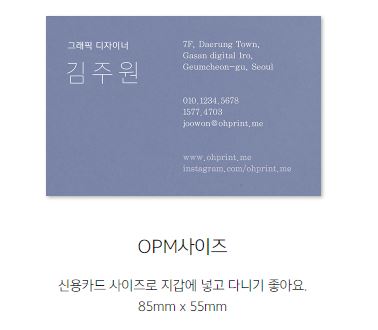 그래픽 디자이너
김주원
7F, Daerung Town,
Gasan digital 1ro,
Geumcheon-gu, Seoul
010.1234.5678
1577.4703
joowon@ohprint.me
www.ohprint.me
instagram.com/ohprint.me
OPM사이즈
신용카드 사이즈로 지갑에 넣고 다니기 좋아요.
85mm x 55mm